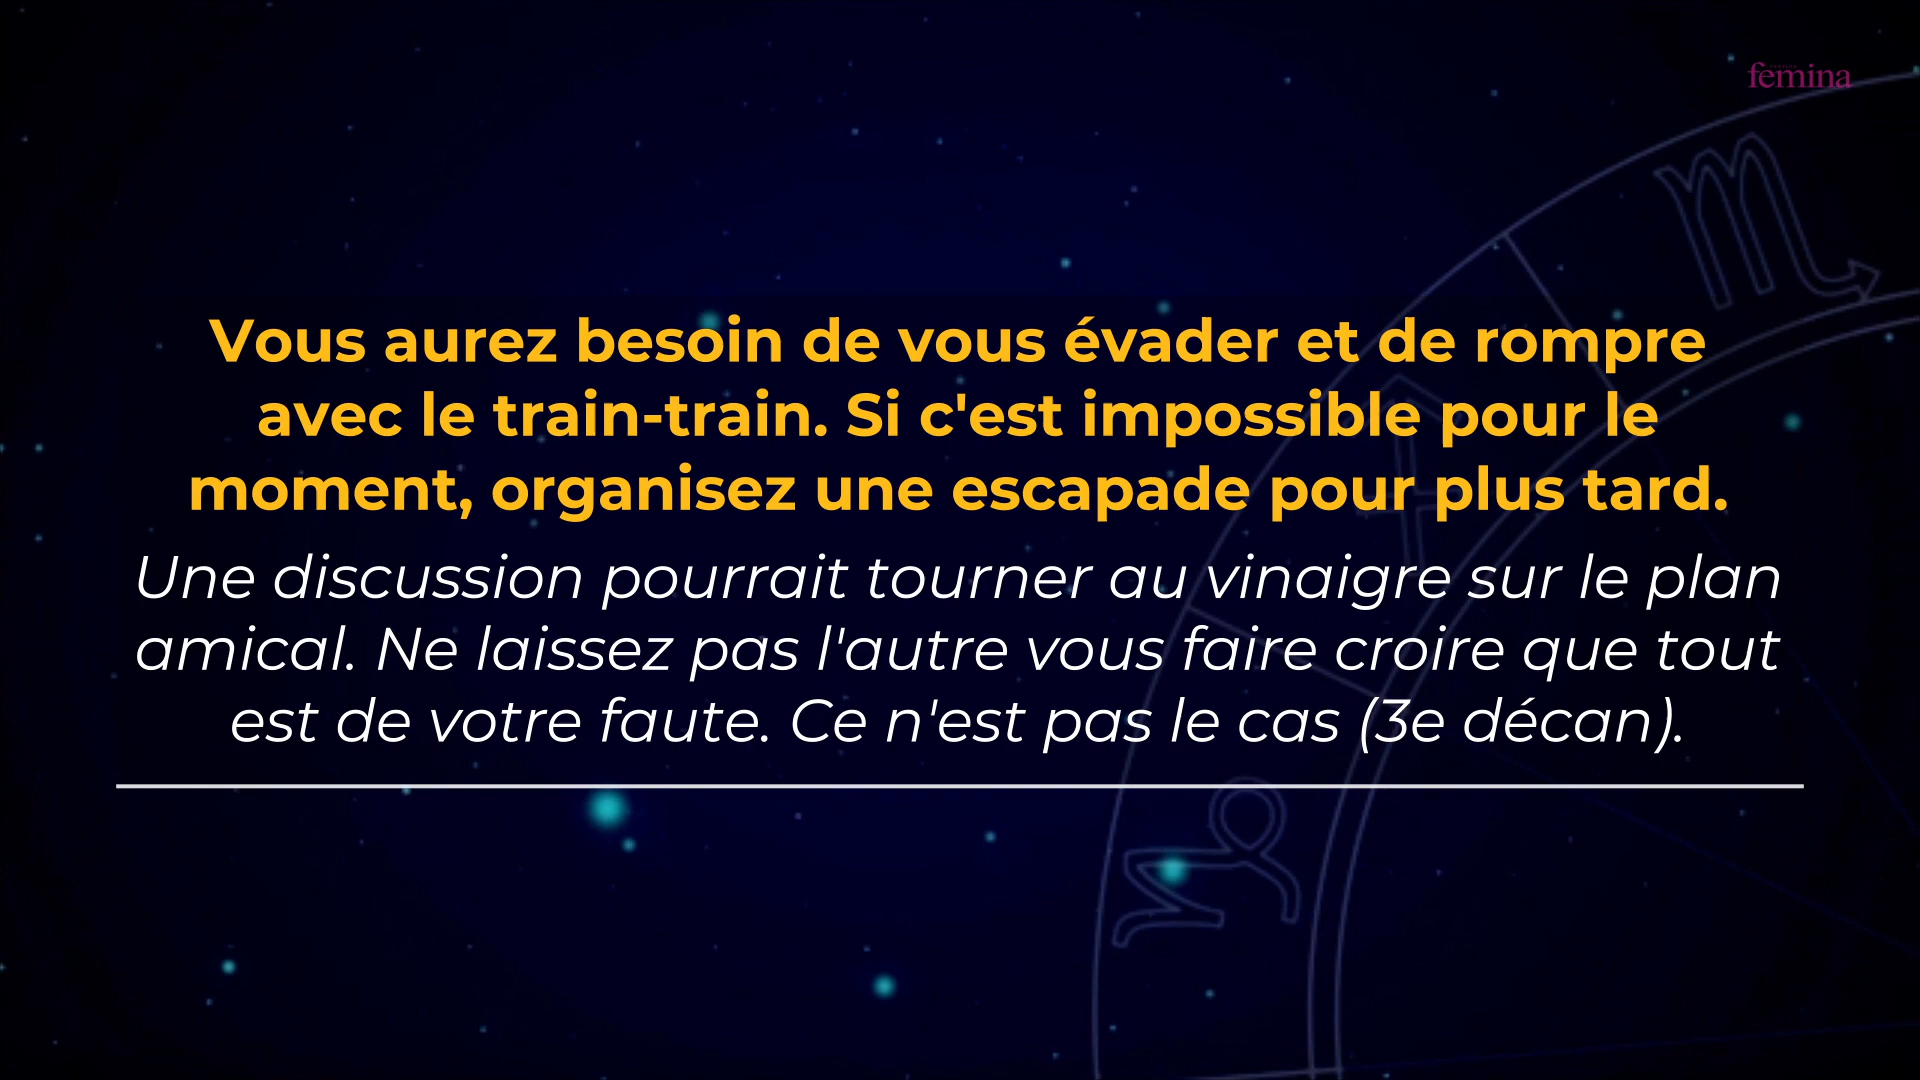 femina
Vous aurez besoin de vous évader et de rompre
avec le train-train. Si c'est impossible pour le
moment, organisez une escapade pour plus tard.
Une discussion pourrait tourner au vinaigre sur le plan
amical. Ne laissez pas l'autre vous faire croire que tout
est de votre faute. Ce n'est pas le cas (3e décan).